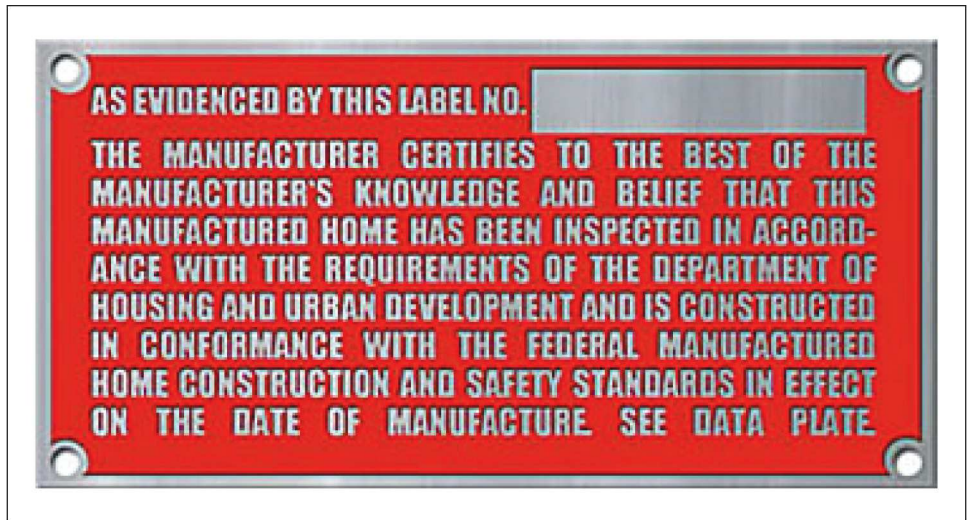 AS EVIDENCED BY THIS LABEL NO.
THE MANUFACTURER CERTIFIES TO THE BEST OF THE
MANUFACTURER'S KNOWLEDGE AND BELIEF THAT THIS
MANUFACTURED HOME HAS BEEN INSPECTED IN ACCORD-
ANCE WITH THE REQUIREMENTS OF THE DEPARTMENT OF
HOUSING AND URBAN DEVELOPMENT AND IS CONSTRUCTED
IN CONFORMANCE WITH THE FEDERAL MANUFACTURED
HOME CONSTRUCTION AND SAFETY STANDARDS IN EFFECT
ON THE DATE OF MANUFACTURE. SEE DATA PLATE.